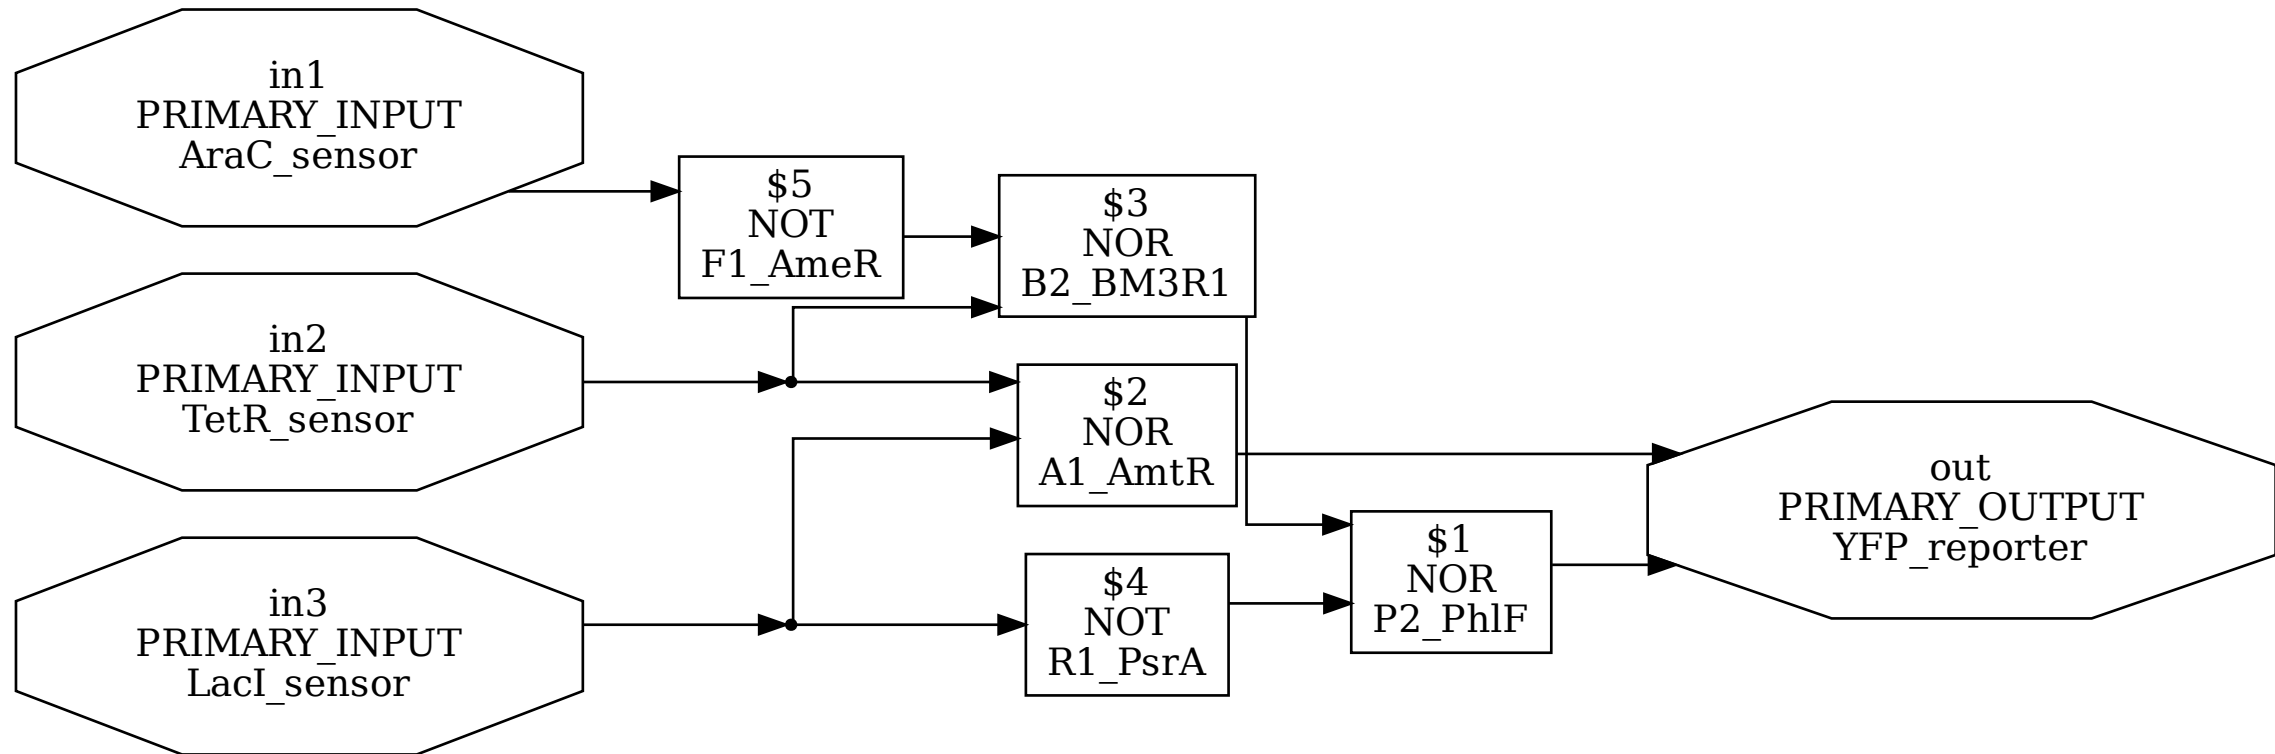 in1
PRIMARY_INPUT
AraC_sensor
$5
NOT
F1_AmeR
$3
NOR
B2_BM3R1
in2
PRIMARY_INPUT
TetR_sensor
$2
NOR
A1_AmtR
out
PRIMARY_OUTPUT
YFP_reporter
$1
NOR
P2_PhlF
in3
PRIMARY_INPUT
LacI_sensor
$4
NOT
R1_PsrA